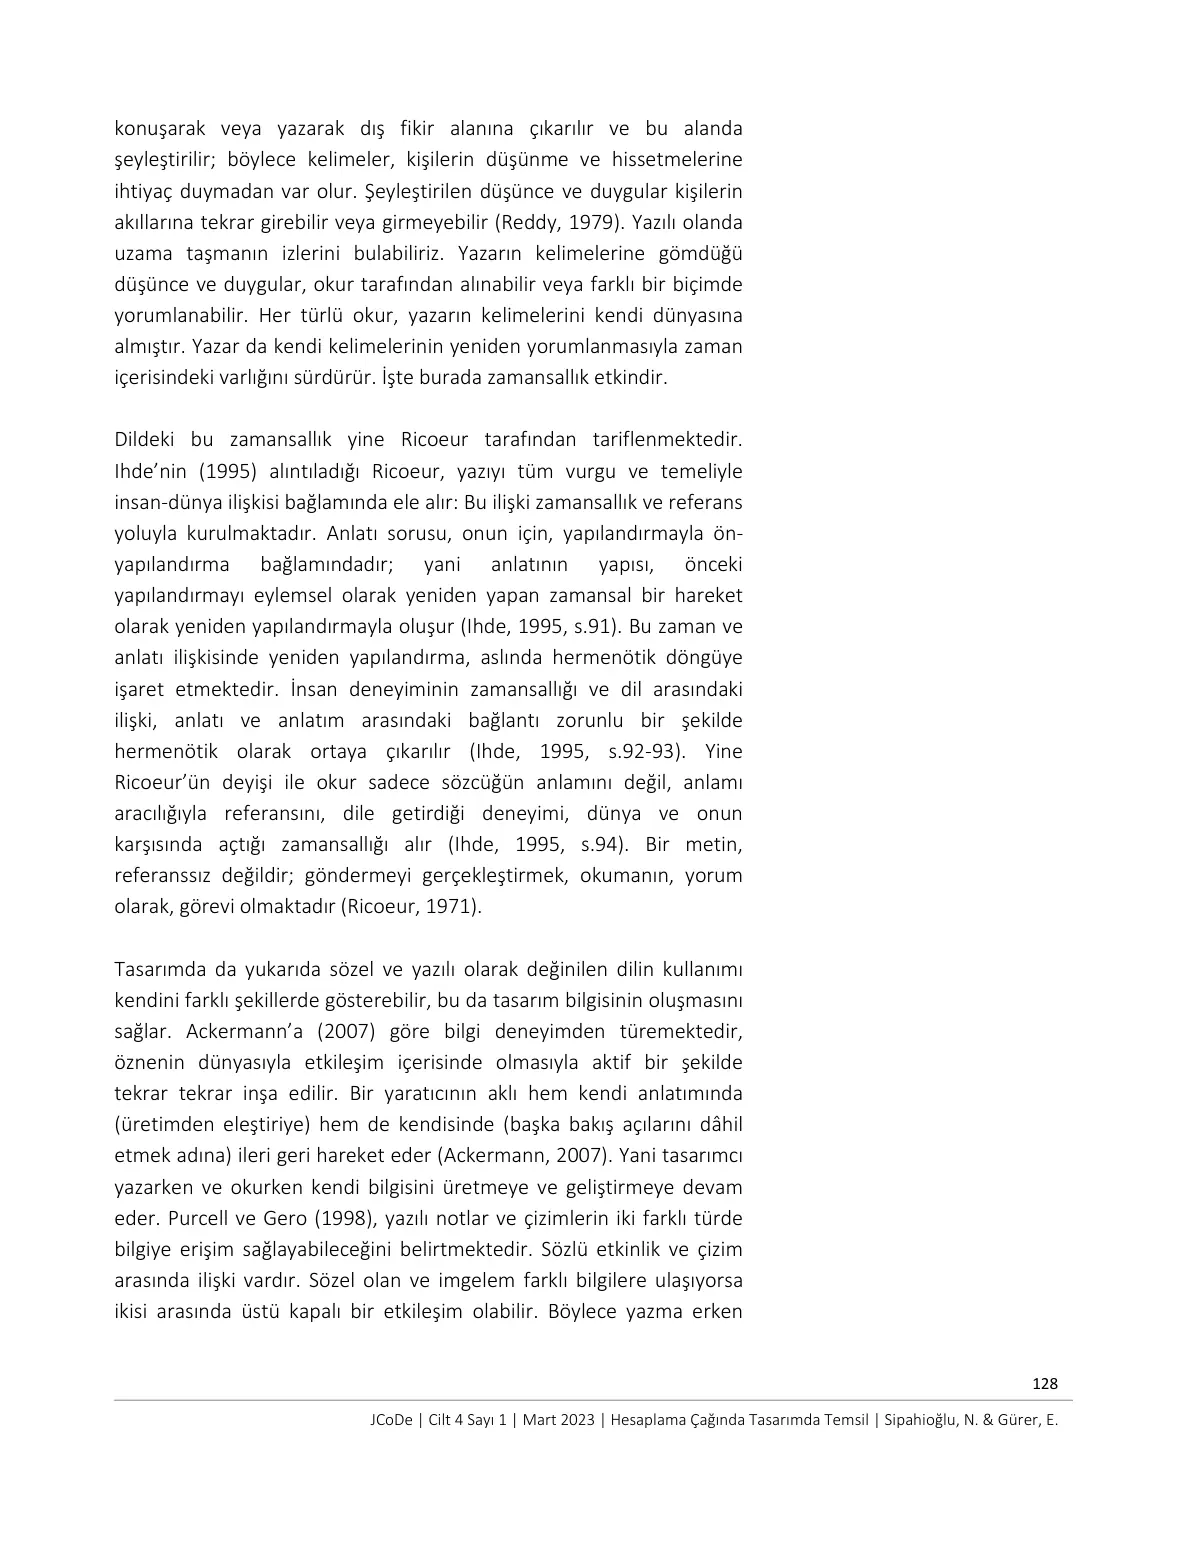 konuşarak veya yazarak dış fikir alanına çıkarılır ve bu alanda
şeyleştirilir; böylece kelimeler, kişilerin düşünme ve hissetmelerine
ihtiyaç duymadan var olur. Şeyleştirilen düşünce ve duygular kişilerin
akıllarına tekrar girebilir veya girmeyebilir (Reddy, 1979). Yazılı olanda
uzama taşmanın izlerini bulabiliriz. Yazarın kelimelerine gömdüğü
düşünce ve duygular, okur tarafından alınabilir veya farklı bir biçimde
yorumlanabilir. Her türlü okur, yazarın kelimelerini kendi dünyasına
almıştır. Yazar da kendi kelimelerinin yeniden yorumlanmasıyla zaman
içerisindeki varlığını sürdürür. İşte burada zamansallık etkindir.
Dildeki bu zamansallık yine Ricoeur tarafından tariflenmektedir.
Ihde’nin (1995) alıntıladığı Ricoeur, yazıyı tüm vurgu ve temeliyle
insan-dünya ilişkisi bağlamında ele alır: Bu ilişki zamansallık ve referans
yoluyla kurulmaktadır. Anlatı sorusu, onun için, yapılandırmayla ön-
yapılandırma bağlamındadır; yani anlatının yapısı, önceki
yapılandırmayı eylemsel olarak yeniden yapan zamansal bir hareket
olarak yeniden yapılandırmayla oluşur (Ihde, 1995, s.91). Bu zaman ve
anlatı ilişkisinde yeniden yapılandırma, aslında hermenötik döngüye
işaret etmektedir. İnsan deneyiminin zamansallığı ve dil arasındaki
ilişki, anlatı ve anlatım arasındaki bağlantı zorunlu bir şekilde
hermenötik olarak ortaya çıkarılır (Ihde, 1995, s.92-93). Yine
Ricoeur’ün deyişi ile okur sadece sözcüğün anlamını değil, anlamı
aracılığıyla referansını, dile getirdiği deneyimi, dünya ve onun
karşısında açtığı zamansallığı alır (Ihde, 1995, s.94). Bir metin,
referanssız değildir; göndermeyi gerçekleştirmek, okumanın, yorum
olarak, görevi olmaktadır (Ricoeur, 1971).
Tasarımda da yukarıda sözel ve yazılı olarak değinilen dilin kullanımı
kendini farklı şekillerde gösterebilir, bu da tasarım bilgisinin oluşmasını
sağlar. Ackermann’a (2007) göre bilgi deneyimden türemektedir,
öznenin dünyasıyla etkileşim içerisinde olmasıyla aktif bir şekilde
tekrar tekrar inşa edilir. Bir yaratıcının aklı hem kendi anlatımında
(üretimden eleştiriye) hem de kendisinde (başka bakış açılarını dâhil
etmek adına) ileri geri hareket eder (Ackermann, 2007). Yani tasarımcı
yazarken ve okurken kendi bilgisini üretmeye ve geliştirmeye devam
eder. Purcell ve Gero (1998), yazılı notlar ve çizimlerin iki farklı türde
bilgiye erişim sağlayabileceğini belirtmektedir. Sözlü etkinlik ve çizim
arasında ilişki vardır. Sözel olan ve imgelem farklı bilgilere ulaşıyorsa
ikisi arasında üstü kapalı bir etkileşim olabilir. Böylece yazma erken
128
JCoDe | Cilt 4 Sayı 1 | Mart 2023 | Hesaplama Çağında Tasarımda Temsil | Sipahioğlu, N. & Gürer, E.